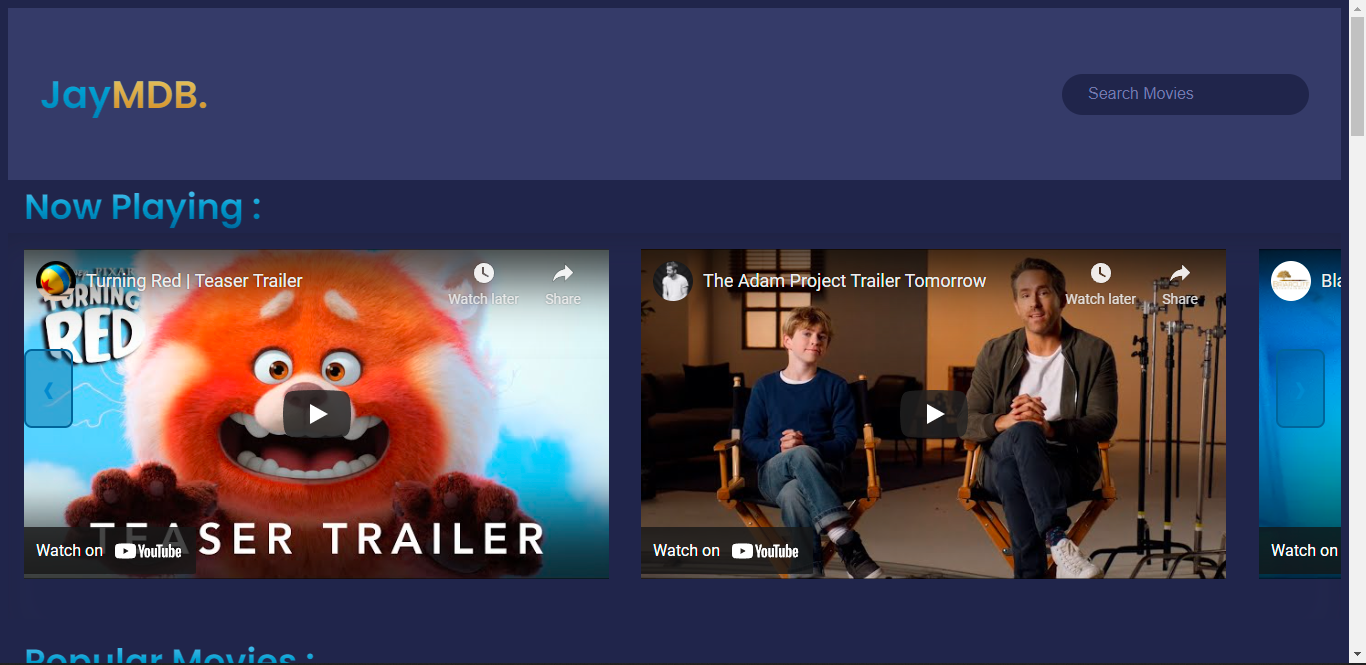 JayMDB.
Search Movies
Now Playing :
Turning Red | Teaser Trailer
Watch later
Share
PIXAR
TURNING
RED
TEASER TRAILER
Watch on YouTube
The Adam Project Trailer Tomorrow
Watch later
Share
Watch on YouTube
Bla
Watch on
Popular Movies :